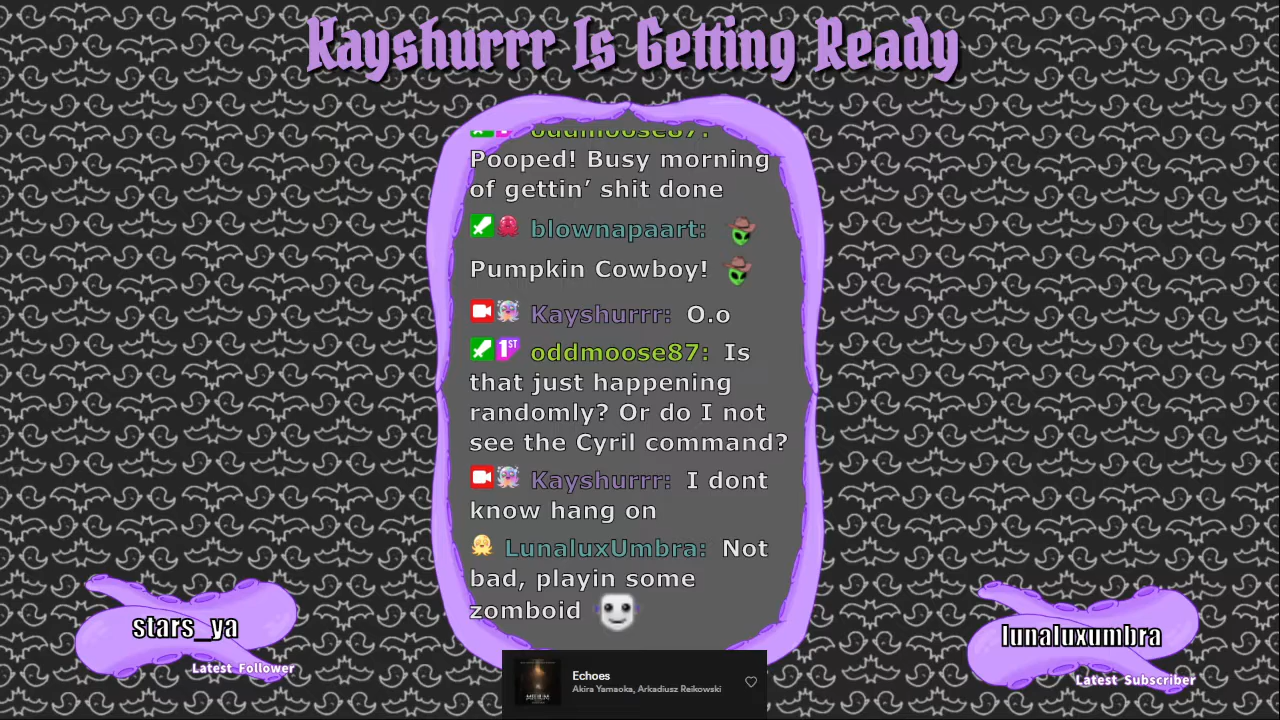 Kayshurrr Is Getting Ready
oddmoose87:
Pooped! Busy morning
of gettin’ shit done
blownapaart:
Pumpkin Cowboy!
Kayshurrr: O.o
1ST oddmoose87: Is
that just happening
randomly? Or do I not
see the Cyril command?
Kayshurrr: I dont
know hang on
LunaluxUmbra: Not
bad, playin some
zomboid
stars_ya
Latest Follower
lunaluxumbra
Latest Subscriber
Echoes
Akira Yamaoka, Arkadiusz Reikowski